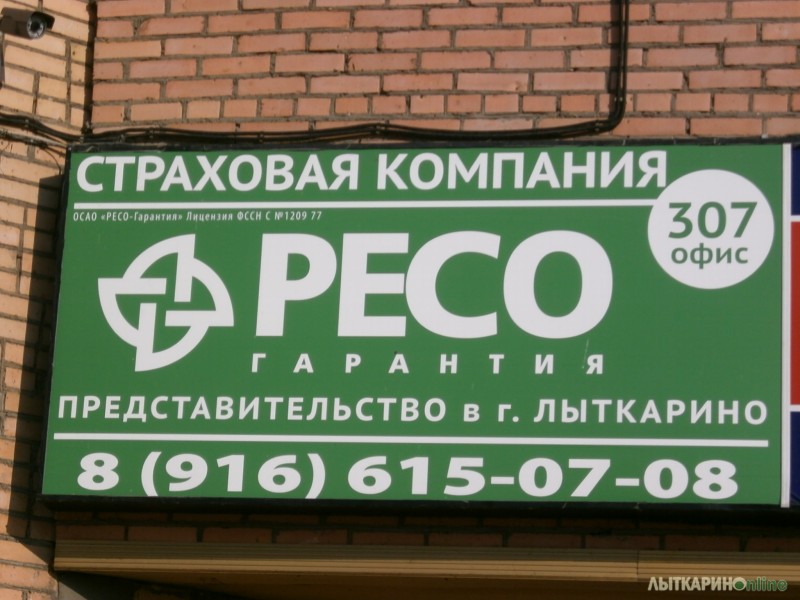 СТРАХОВАЯ КОМПАНИЯ
ОСАО «РЕСО-Гарантия» Лицензия ФССН С №1209 77
307
офис
РЕСО
ГАРАНТИЯ
ПРЕДСТАВИТЕЛЬСТВО в г. ЛЫТКАРИНО
8 (916) 615-07-08
ЛЫТКАРИНОonline